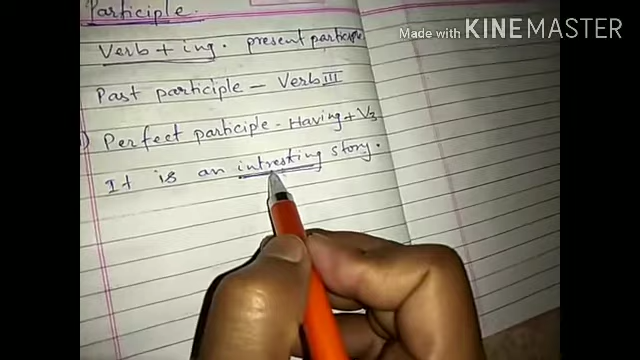 Participle.
Made with KINEMASTER
Verb + ing. present participle
Past participle - Verb III
) Perfect participle - Having + V3
It is an intresting story.